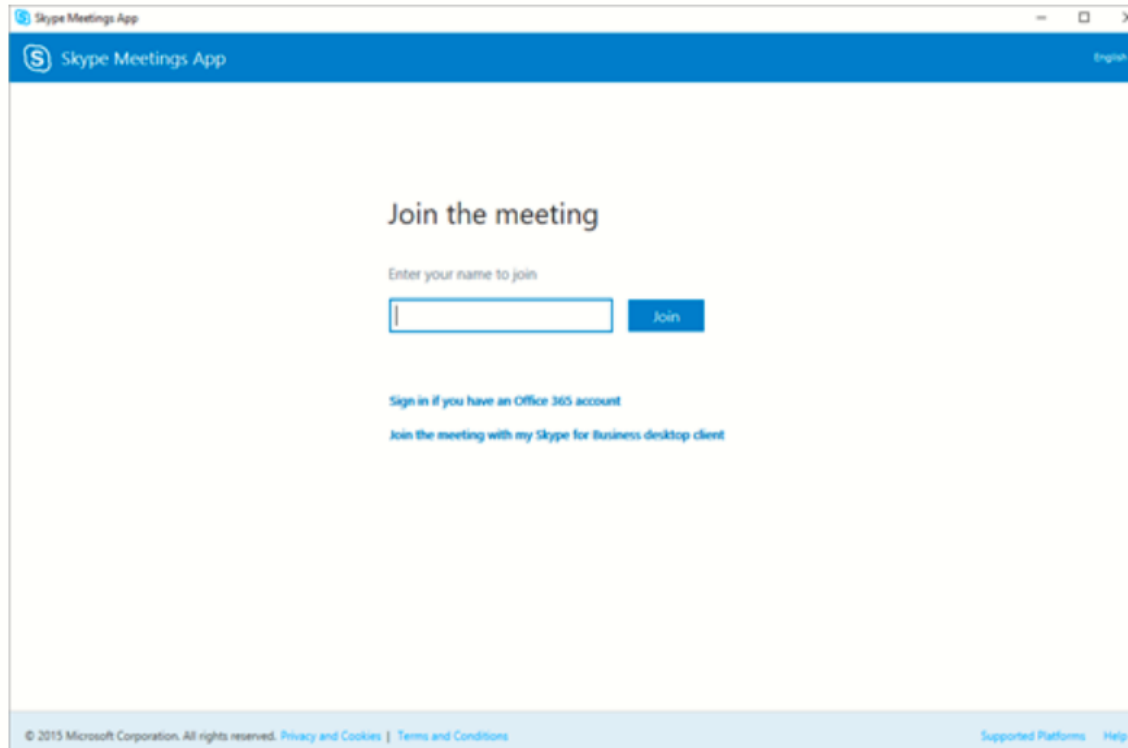 Skype Meetings App
Skype Meetings App English
Join the meeting
Enter your name to join
Join
Sign in if you have an Office 365 account
Join the meeting with my Skype for Business desktop client
© 2015 Microsoft Corporation. All rights reserved. Privacy and Cookies | Terms and Conditions Supported Platforms Help